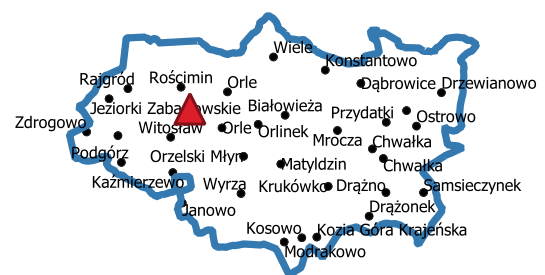 Wiele
Konstantowo
Rajgród
Rościmin
Orle
Dąbrowice
Drzewianowo
Jeziorki Zabartowskie
Białowieża
Przydatki
Ostrowo
Zdrogowo
Witosław
Orle
Orlinek
Mrocza
Chwałka
Podgórz
Orzelski Młyn
Matyldzin
Chwałka
Kaźmierzewo
Wyrza
Krukówko
Drążno
Samsieczynek
Janowo
Drążonek
Kosowo
Kozia Góra Krajeńska
Modrakowo